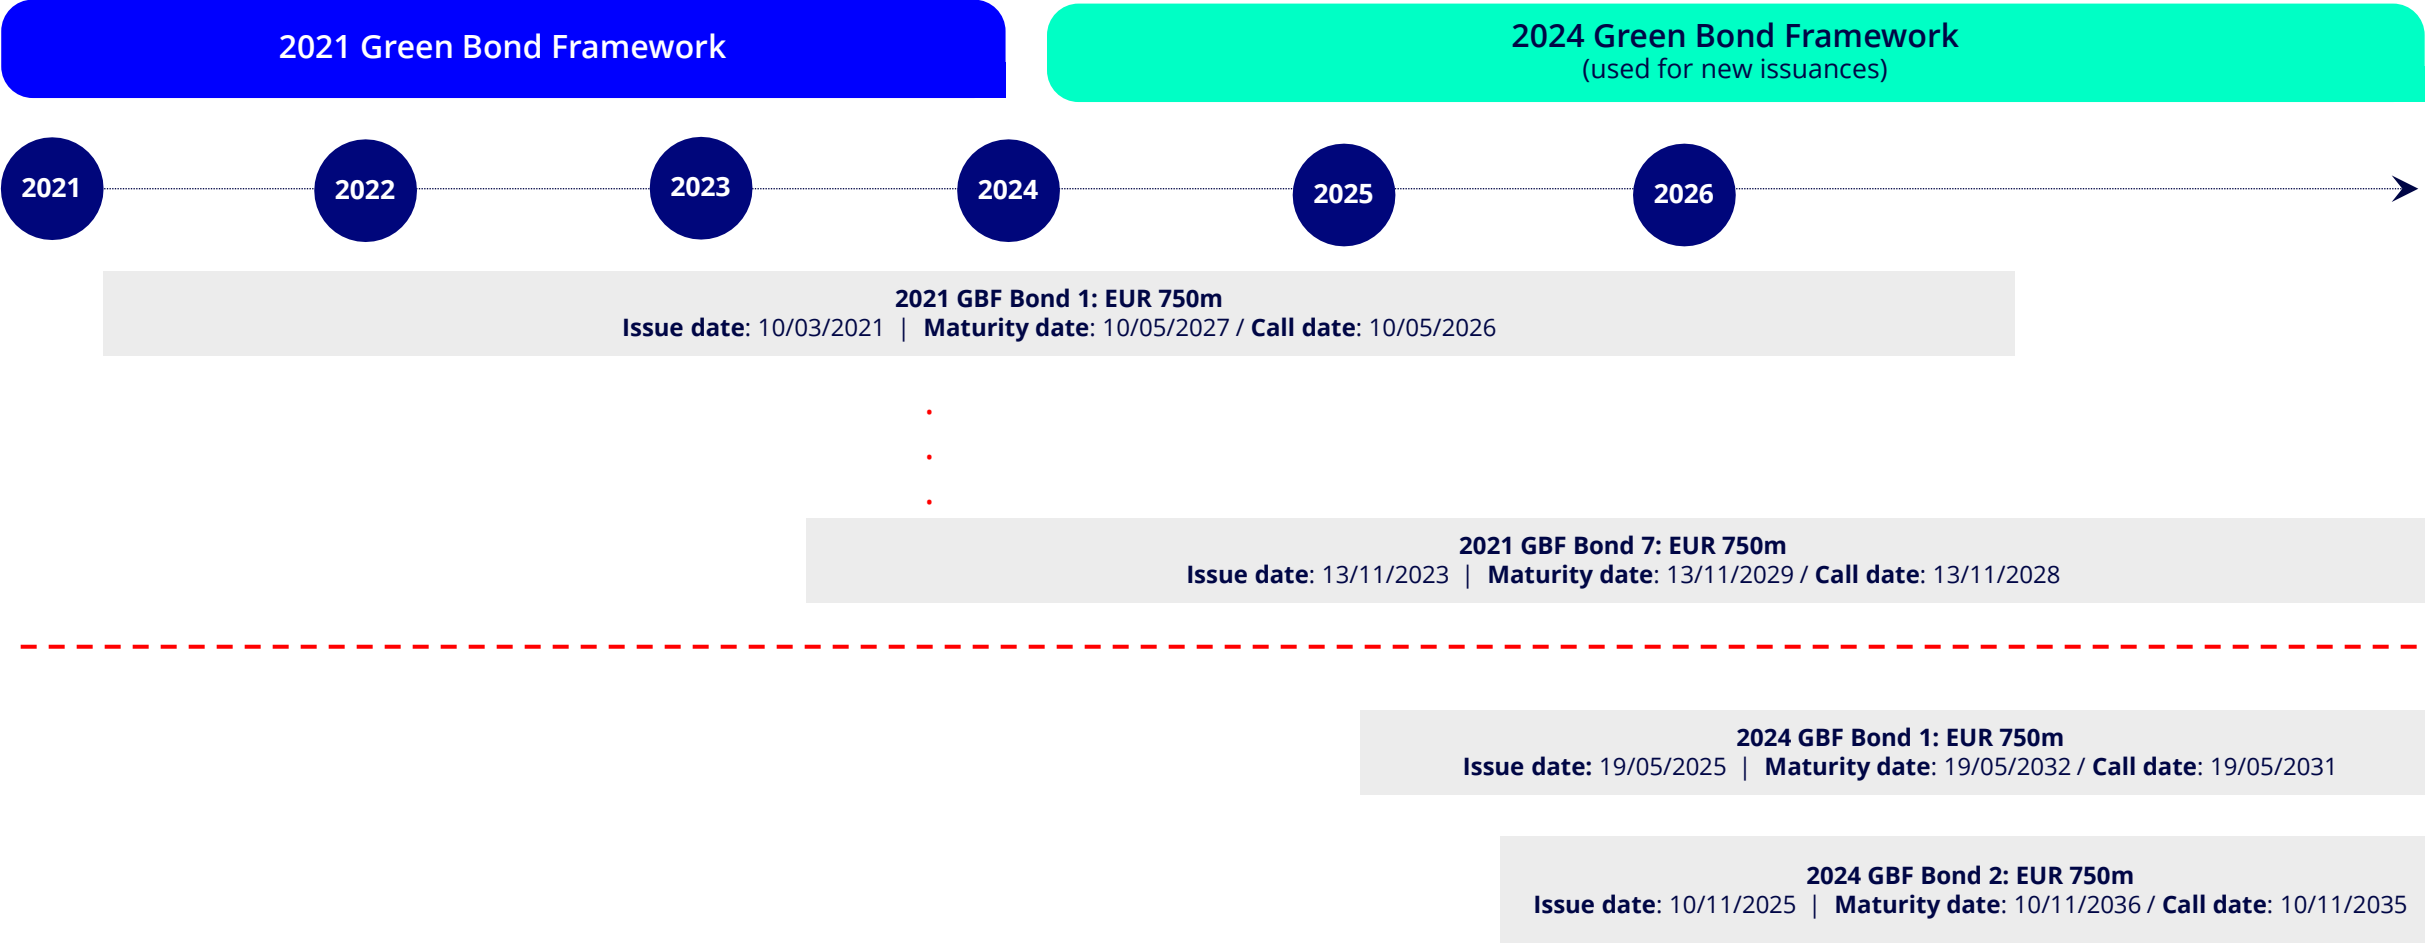 2021 Green Bond Framework
2024 Green Bond Framework
(used for new issuances)
2021
2022
2023
2024
2025
2026
2021 GBF Bond 1: EUR 750m
Issue date: 10/03/2021 | Maturity date: 10/05/2027 / Call date: 10/05/2026
2021 GBF Bond 7: EUR 750m
Issue date: 13/11/2023 | Maturity date: 13/11/2029 / Call date: 13/11/2028
2024 GBF Bond 1: EUR 750m
Issue date: 19/05/2025 | Maturity date: 19/05/2032 / Call date: 19/05/2031
2024 GBF Bond 2: EUR 750m
Issue date: 10/11/2025 | Maturity date: 10/11/2036 / Call date: 10/11/2035